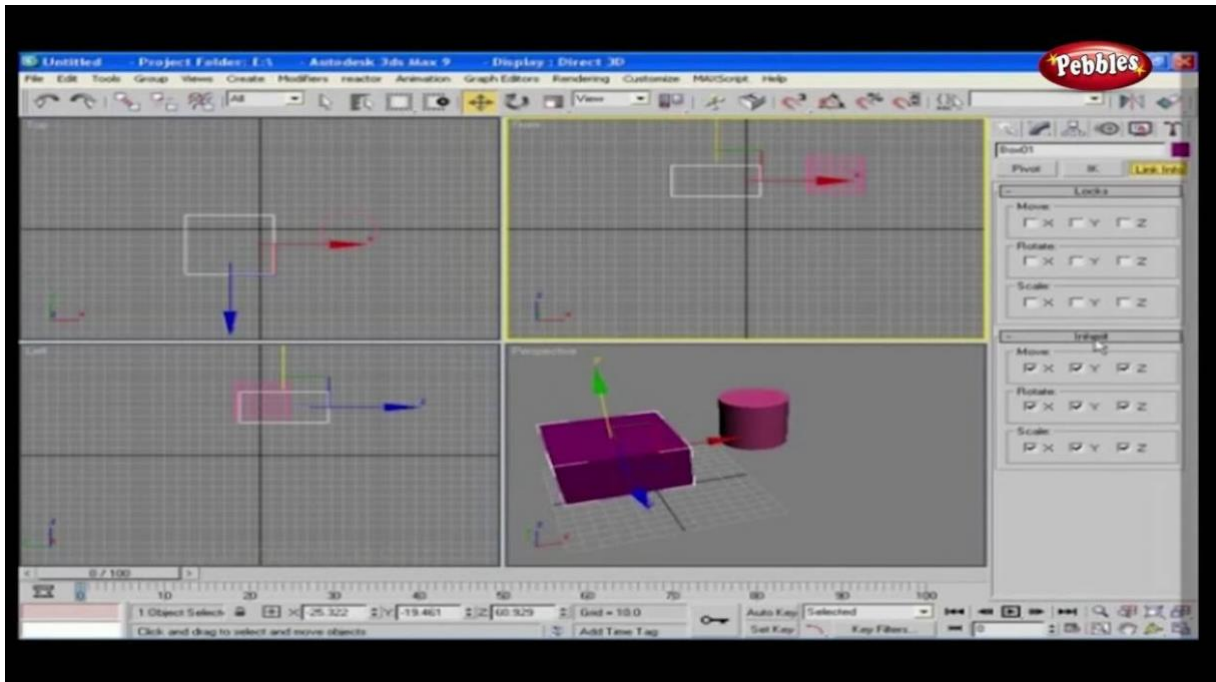 Pebbles
Untitled - Project Folder: E:\ - Autodesk 3ds Max 9 - Display : Direct 3D
File Edit Tools Group Views Create Modifiers reactor Animation Graph Editors Rendering Customize MAXScript Help
All View
Top
Left
Perspective
Box01
Pivot IK Link Info
- Locks
Move:
X Y Z
Rotate:
X Y Z
Scale:
X Y Z
- Inherit
Move:
X Y Z
Rotate:
X Y Z
Scale:
X Y Z
< 0 / 100 >
0 10 20 30 40 50 60 70 80 90 100
1 Object Select X: -25.322 Y: -19.461 Z: 60.929 Grid = 10.0 Auto Key Selected
Click and drag to select and move objects Add Time Tag Set Key Key Filters... 0